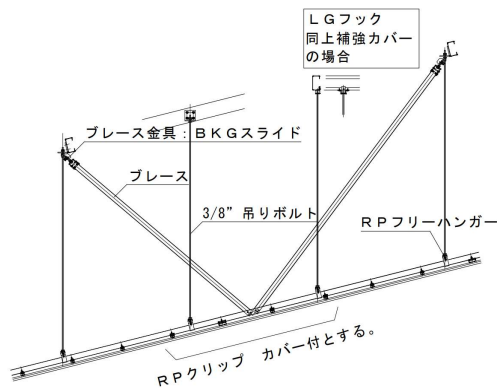 LGフック
同上補強カバー
の場合
ブレース金具:BKGスライド
ブレース
3/8” 吊りボルト
RPフリーハンガー
RPクリップ カバー付とする。